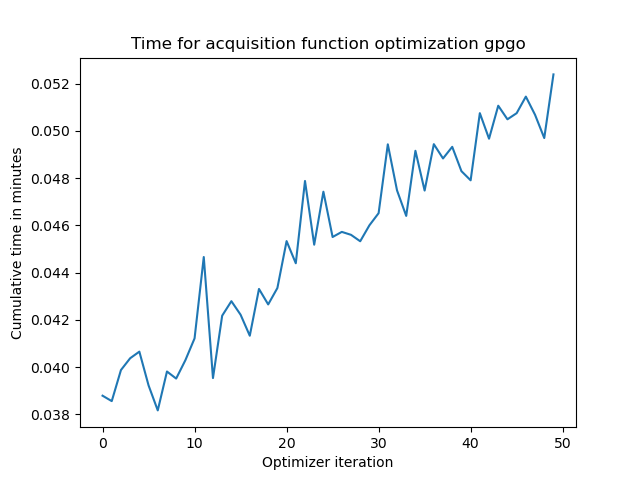 Time for acquisition function optimization gpgo
0.052
0.050
0.048
0.046
0.044
0.042
0.040
0.038
Cumulative time in minutes
0 10 20 30 40 50
Optimizer iteration